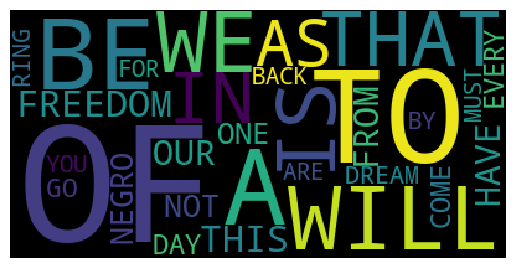 RING
BE
WE
AS
THAT
FOR
BACK
EVERY
FREEDOM
IN
IS
TO
FROM
MUST
BY
OF
YOU
GO
NEGRO
OUR
ONE
A
ARE
DREAM
COME
HAVE
NOT
DAY
THIS
WILL